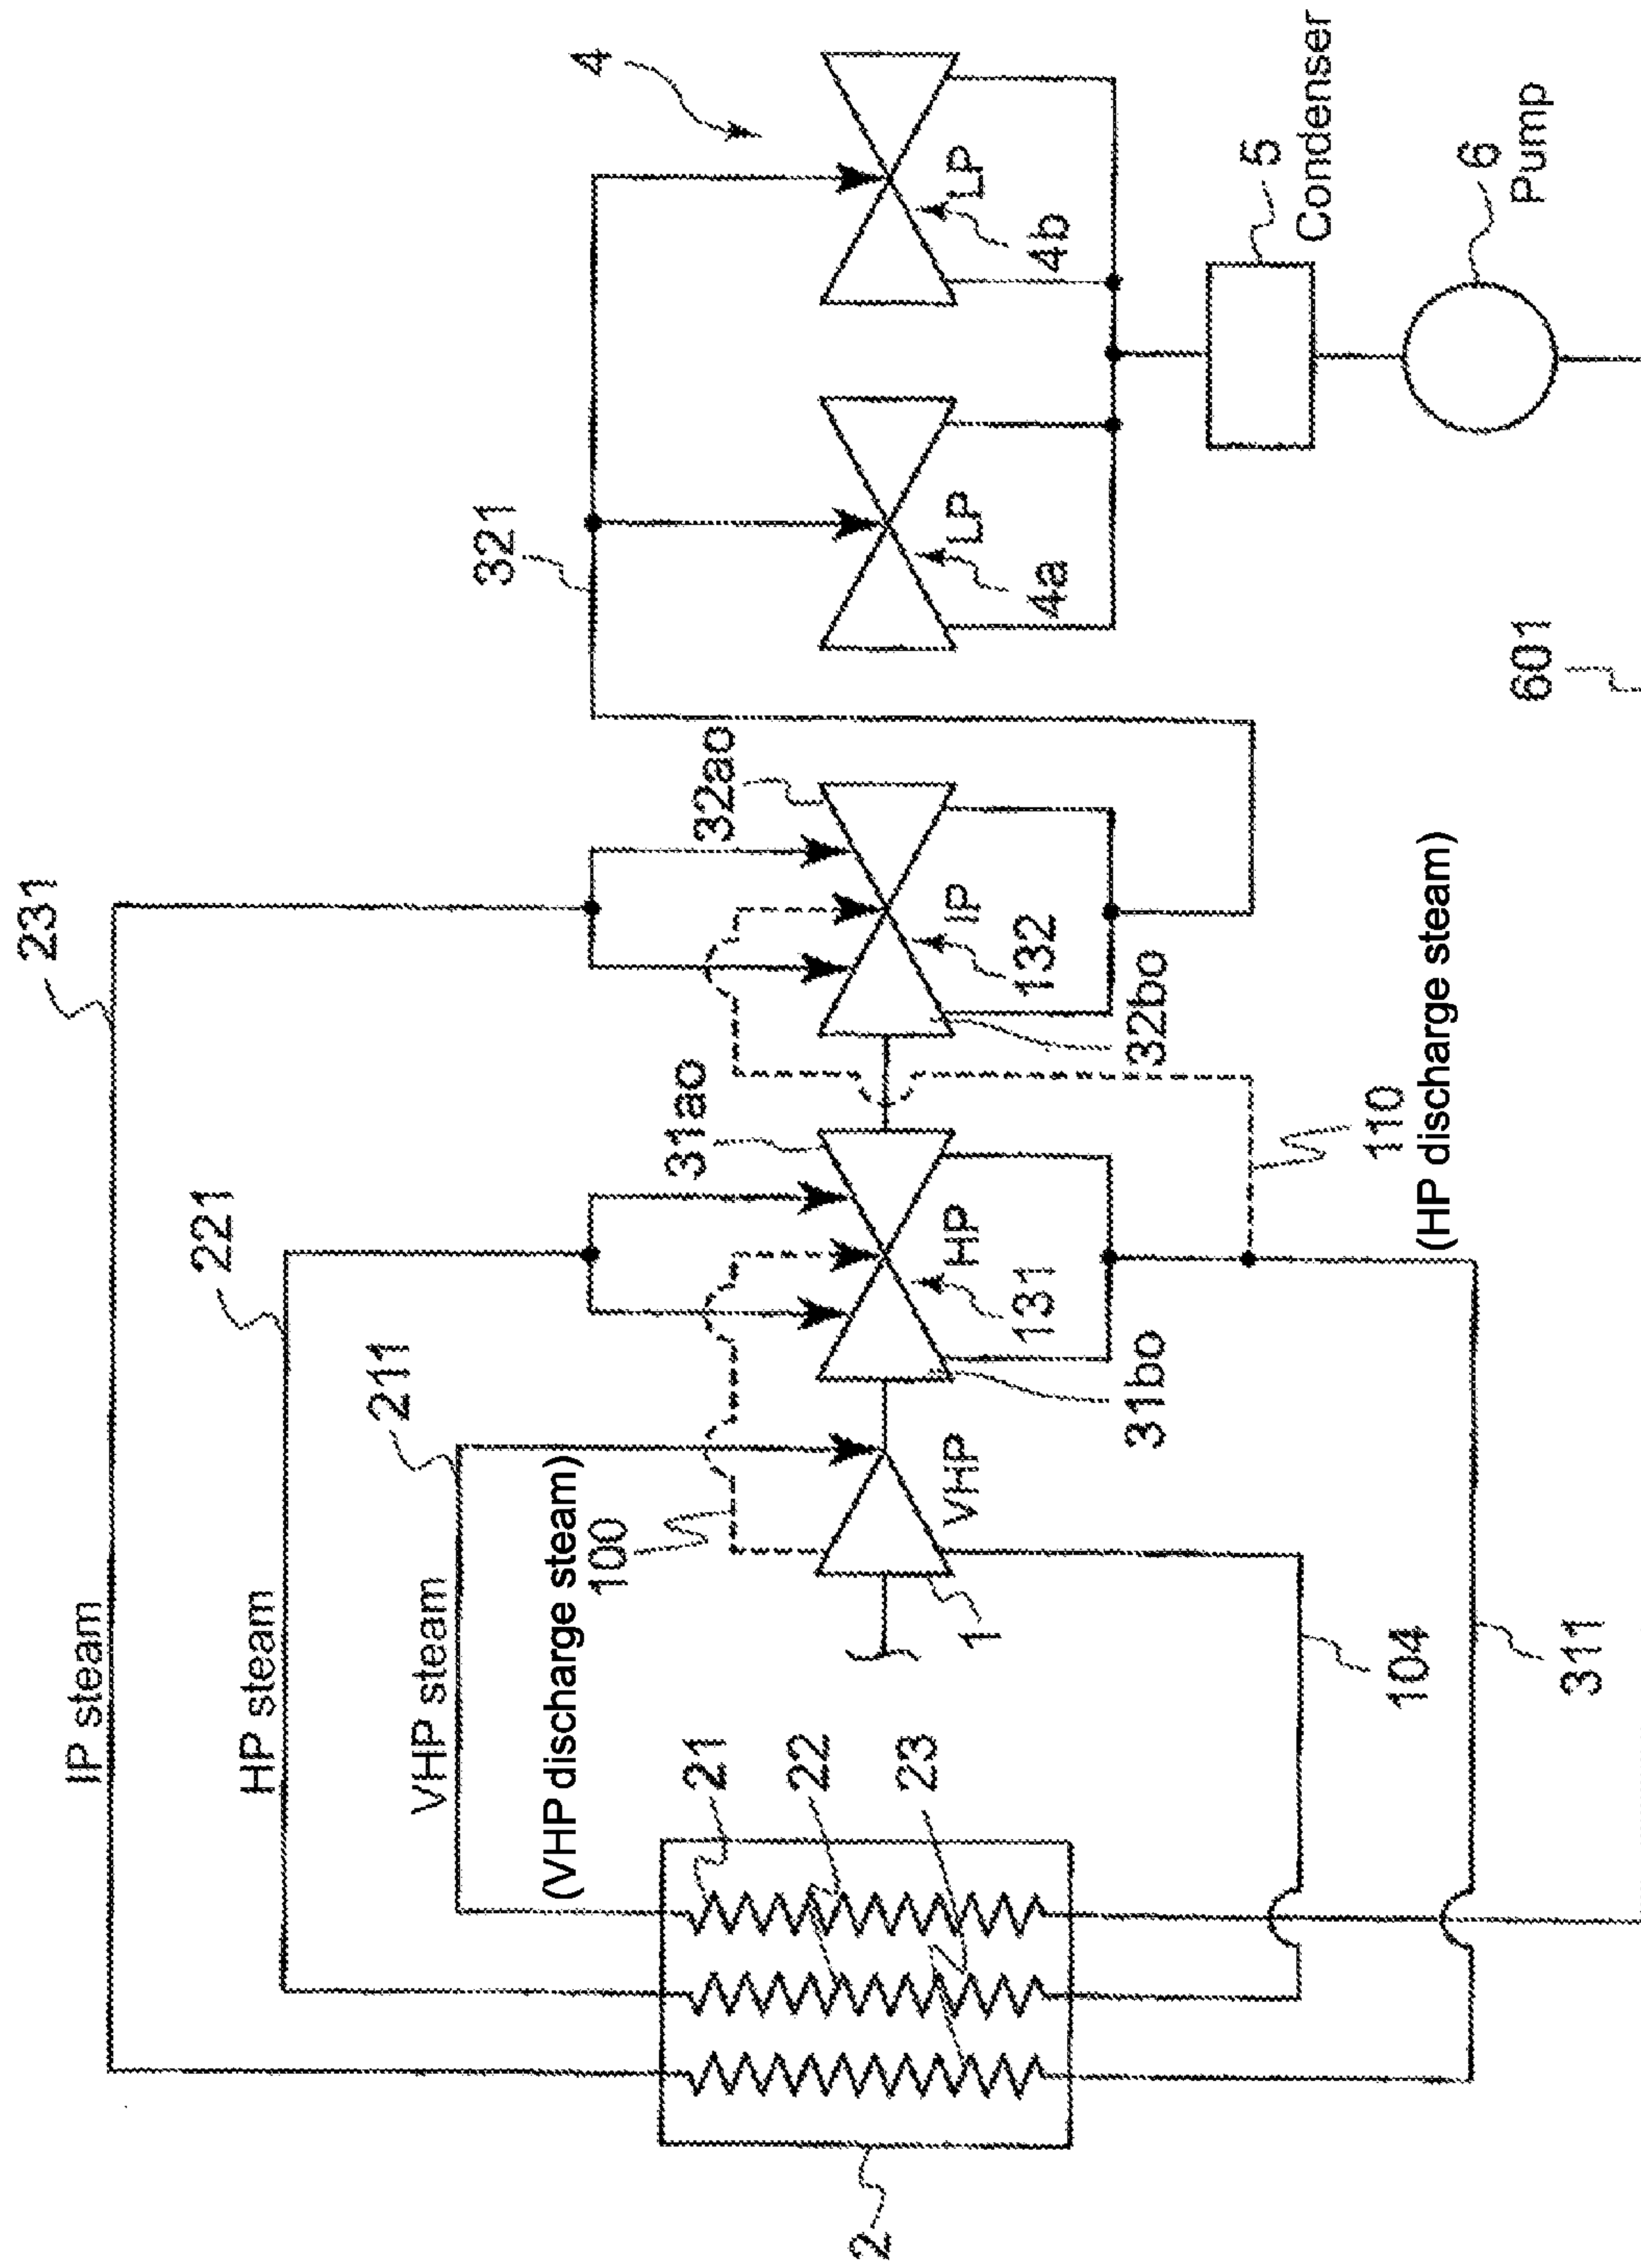 IP steam
231
HP steam
221
VHP steam
211
(VHP discharge steam)
100
321
4
21
22
23
2
1
VHP
31ao
HP
131
31bo
32ao
IP
132
32bo
LP
4a
LP
4b
5
Condenser
6
Pump
104
311
110
(HP discharge steam)
601